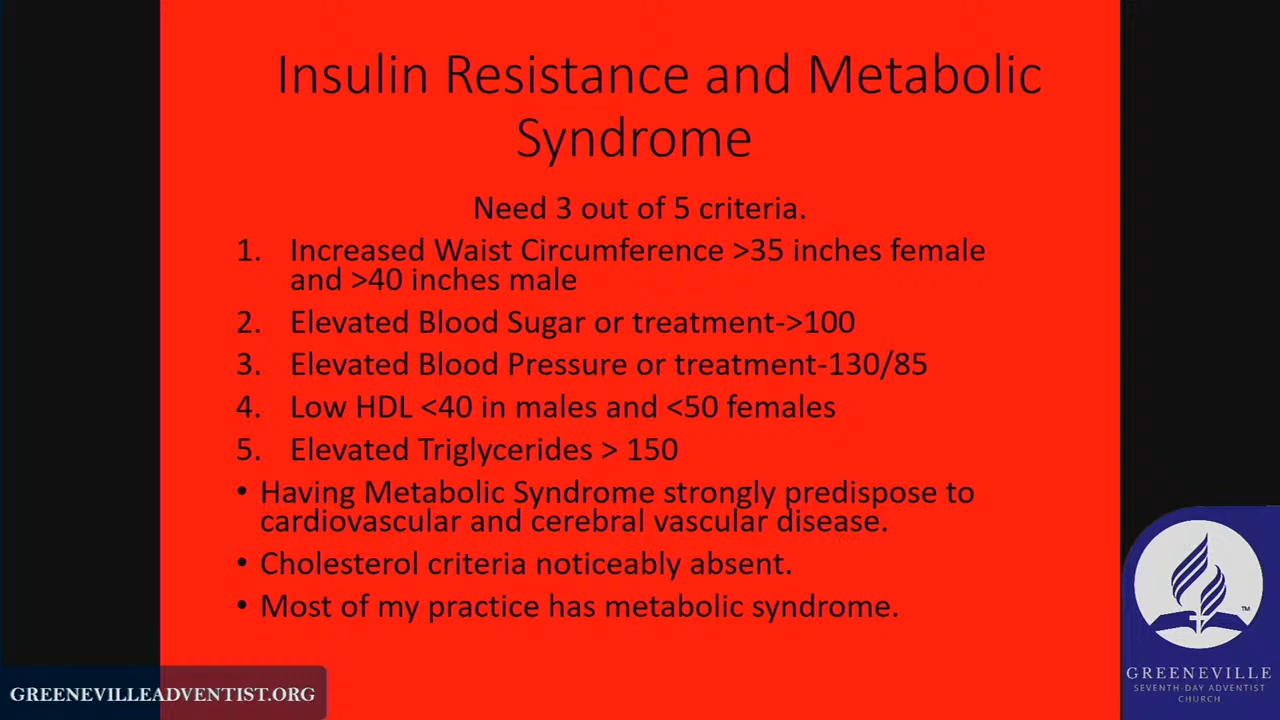 Insulin Resistance and Metabolic
Syndrome
Need 3 out of 5 criteria.
1. Increased Waist Circumference >35 inches female
and >40 inches male
2. Elevated Blood Sugar or treatment->100
3. Elevated Blood Pressure or treatment-130/85
4. Low HDL <40 in males and <50 females
5. Elevated Triglycerides > 150
• Having Metabolic Syndrome strongly predispose to
cardiovascular and cerebral vascular disease.
• Cholesterol criteria noticeably absent.
• Most of my practice has metabolic syndrome.
TM
GREENEVILLE
SEVENTH-DAY ADVENTIST
CHURCH
GREENEVILLEADVENTIST.ORG